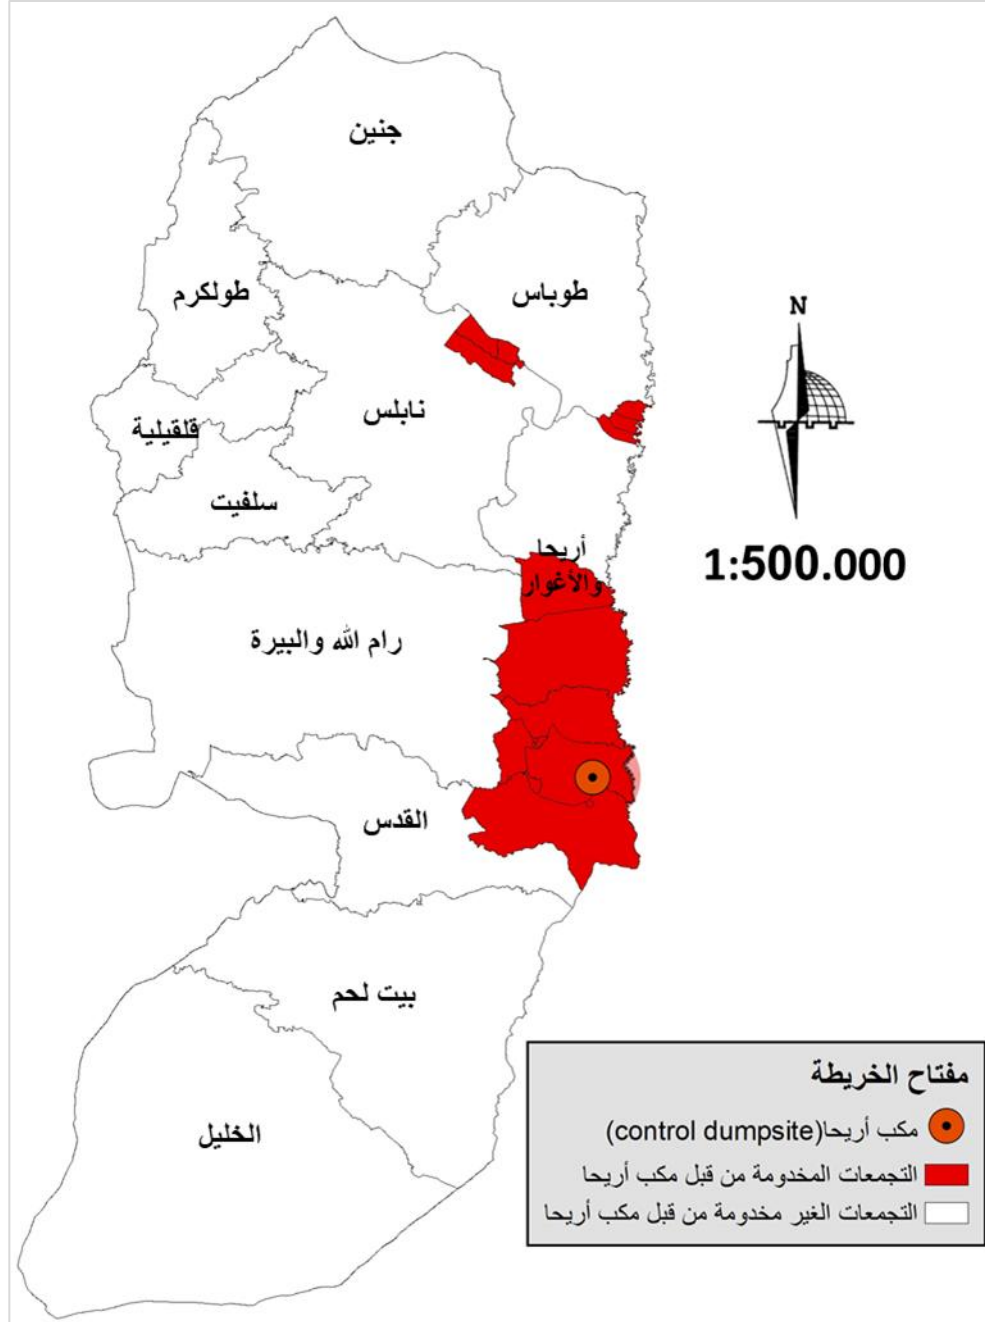 جنين
طولكرم
طوباس
نابلس
قلقيلية
سلفيت
أريحا
والأغوار
رام الله والبيرة
القدس
بيت لحم
الخليل
N
1:500.000
مفتاح الخريطة
مكب أريحا(control dumpsite)
التجمعات المخدومة من قبل مكب أريحا
التجمعات الغير مخدومة من قبل مكب أريحا